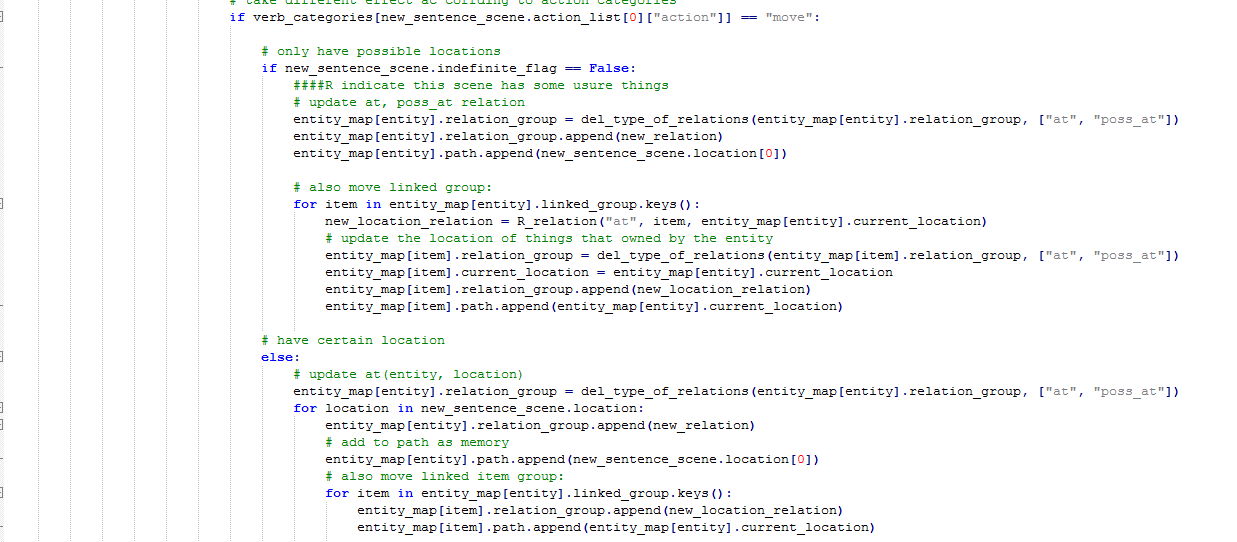 # take different effect ac coriding to action categories
if verb_categories[new_sentence_scene.action_list[0]["action"]] == "move":
# only have possible locations
if new_sentence_scene.indefinite_flag == False:
####R indicate this scene has some usure things
# update at, poss_at relation
entity_map[entity].relation_group = del_type_of_relations(entity_map[entity].relation_group, ["at", "poss_at"])
entity_map[entity].relation_group.append(new_relation)
entity_map[entity].path.append(new_sentence_scene.location[0])
# also move linked group:
for item in entity_map[entity].linked_group.keys():
new_location_relation = R_relation("at", item, entity_map[entity].current_location)
# update the location of things that owned by the entity
entity_map[item].relation_group = del_type_of_relations(entity_map[item].relation_group, ["at", "poss_at"])
entity_map[item].current_location = entity_map[entity].current_location
entity_map[item].relation_group.append(new_location_relation)
entity_map[item].path.append(entity_map[entity].current_location)
# have certain location
else:
# update at(entity, location)
entity_map[entity].relation_group = del_type_of_relations(entity_map[entity].relation_group, ["at", "poss_at"])
for location in new_sentence_scene.location:
entity_map[entity].relation_group.append(new_relation)
# add to path as memory
entity_map[entity].path.append(new_sentence_scene.location[0])
# also move linked item group:
for item in entity_map[entity].linked_group.keys():
entity_map[item].relation_group.append(new_location_relation)
entity_map[item].path.append(entity_map[entity].current_location)